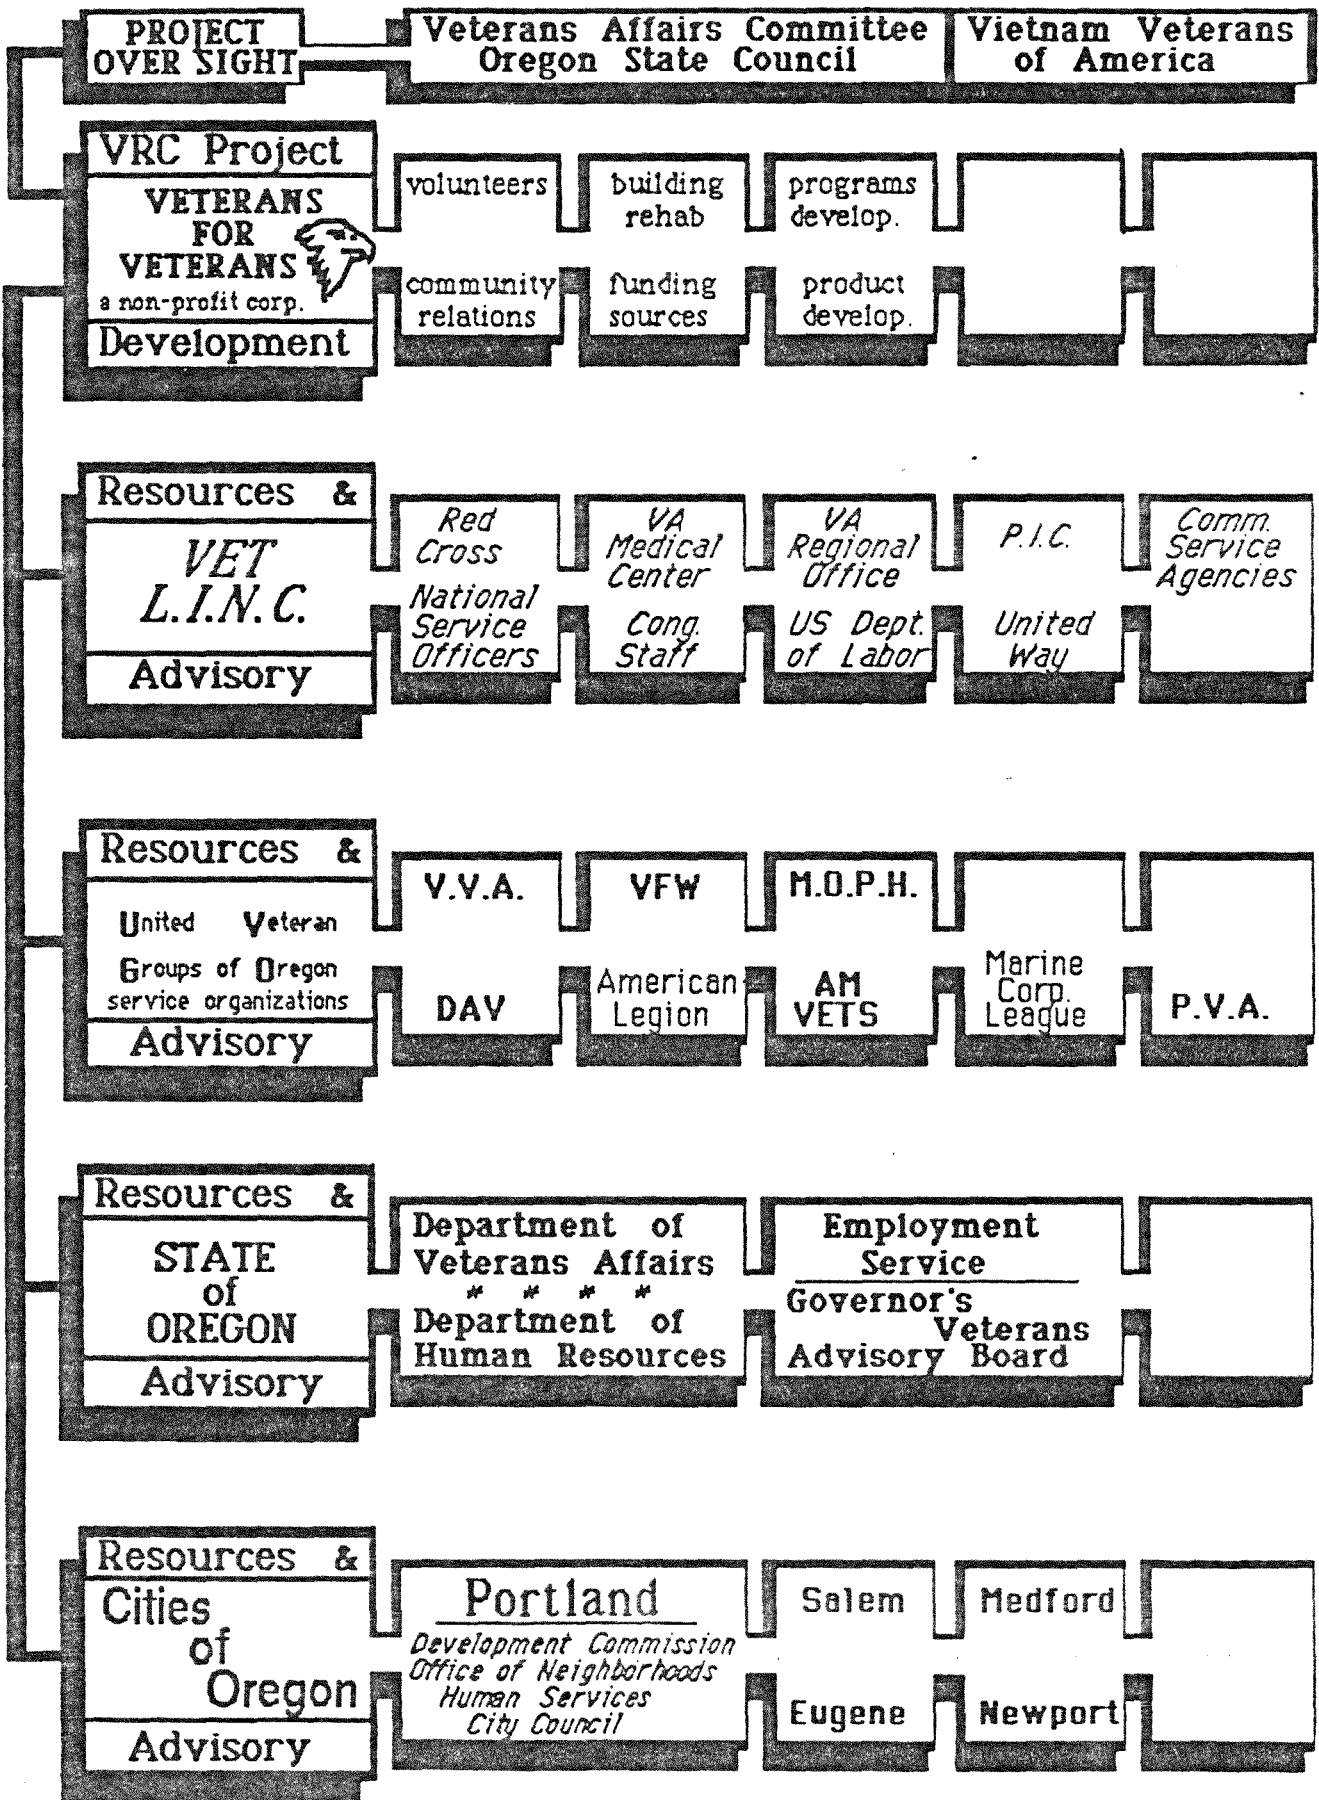 PROJECT
OVER SIGHT
Veterans Affairs Committee
Oregon State Council
Vietnam Veterans
of America
VRC Project
VETERANS
FOR
VETERANS
a non-profit corp.
Development
volunteers
community
relations
building
rehab
funding
sources
programs
develop.
product
develop.
Resources &
VET
L.I.N.C.
Advisory
Red
Cross
National
Service
Officers
VA
Medical
Center
Cong.
Staff
VA
Regional
Office
US Dept.
of Labor
P.I.C.
United
Way
Comm.
Service
Agencies
Resources &
United Veteran
Groups of Oregon
service organizations
Advisory
V.V.A.
DAV
VFW
American
Legion
M.O.P.H.
AM
VETS
Marine
Corp.
League
P.V.A.
Resources &
STATE
of
OREGON
Advisory
Department of
Veterans Affairs
* * * *
Department of
Human Resources
Employment
Service
Governor's
Veterans
Advisory Board
Resources &
Cities
of
Oregon
Advisory
Portland
Development Commission
Office of Neighborhoods
Human Services
City Council
Salem
Eugene
Medford
Newport